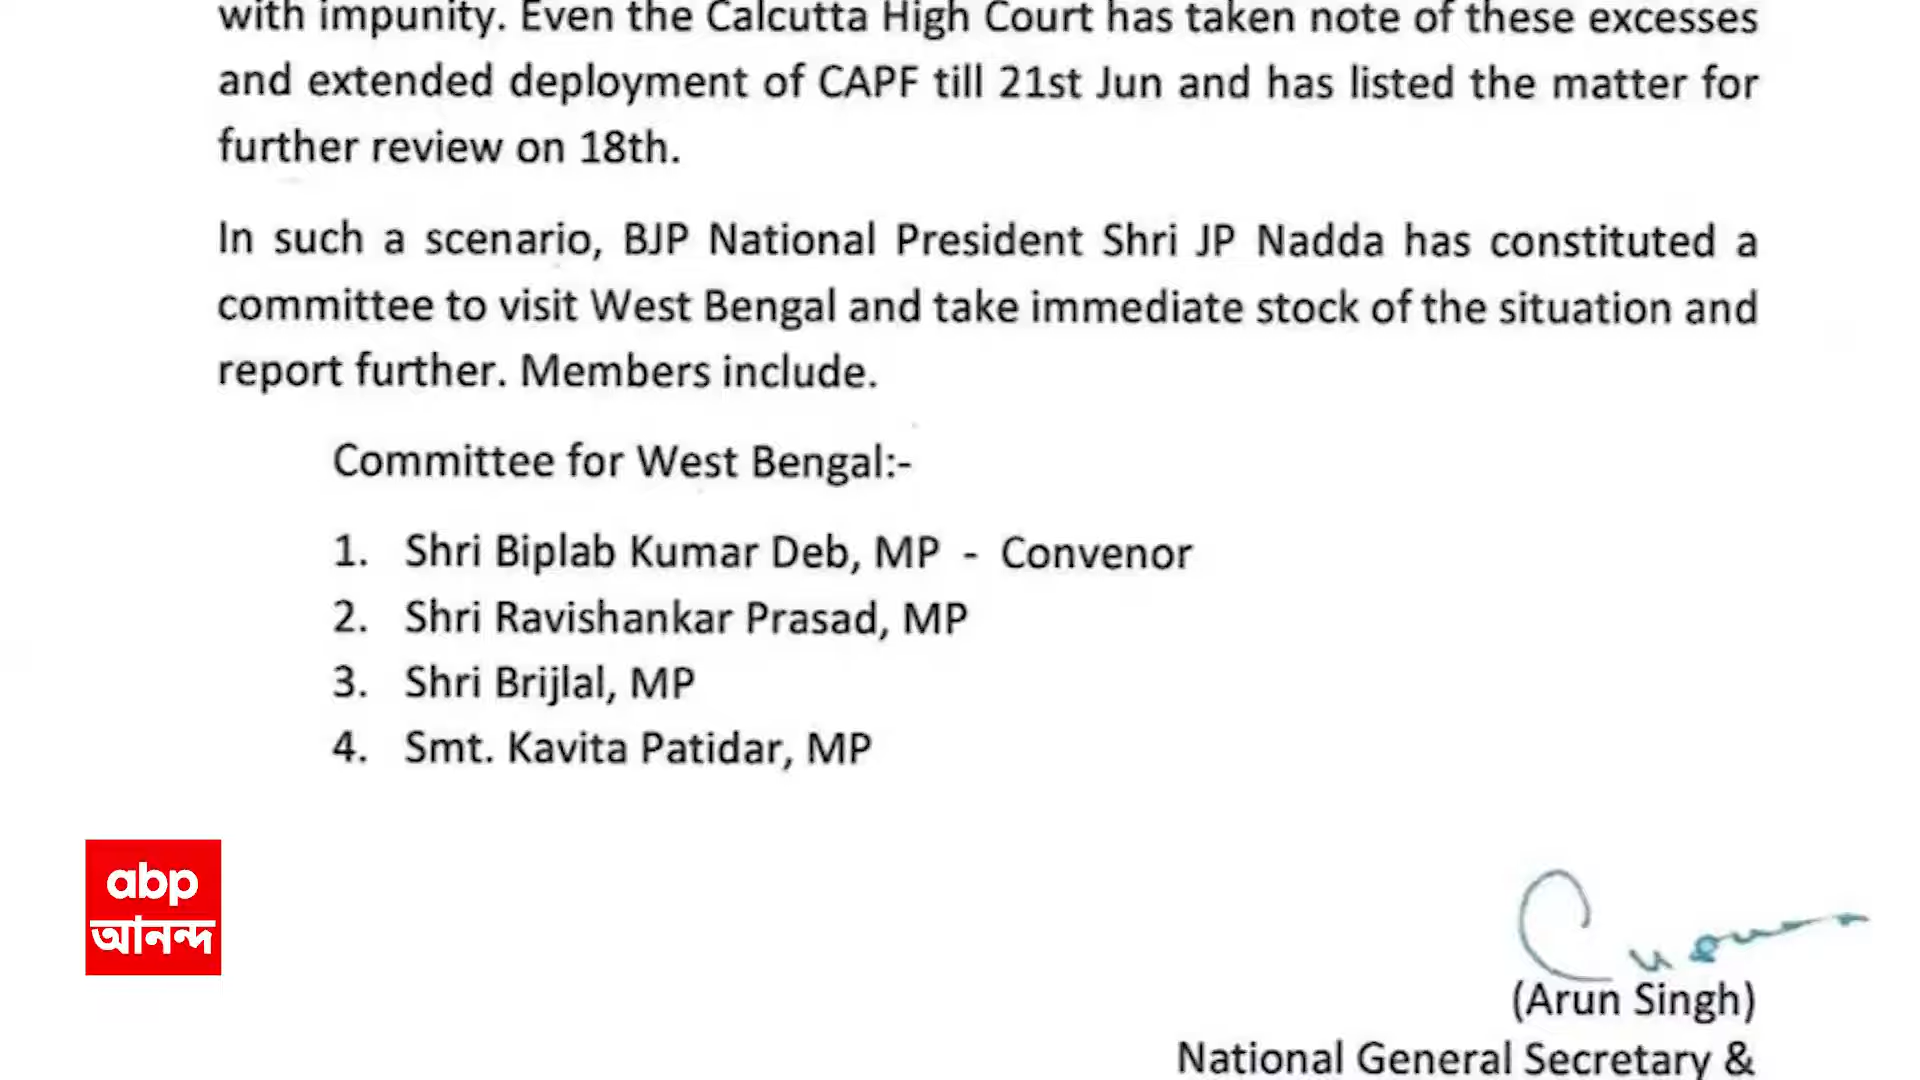 with impunity. Even the Calcutta High Court has taken note of these excesses
and extended deployment of CAPF till 21st Jun and has listed the matter for
further review on 18th.
In such a scenario, BJP National President Shri JP Nadda has constituted a
committee to visit West Bengal and take immediate stock of the situation and
report further. Members include.
Committee for West Bengal:-
1. Shri Biplab Kumar Deb, MP - Convenor
2. Shri Ravishankar Prasad, MP
3. Shri Brijlal, MP
4. Smt. Kavita Patidar, MP
abp
আনন্দ
(Arun Singh)
National General Secretary &